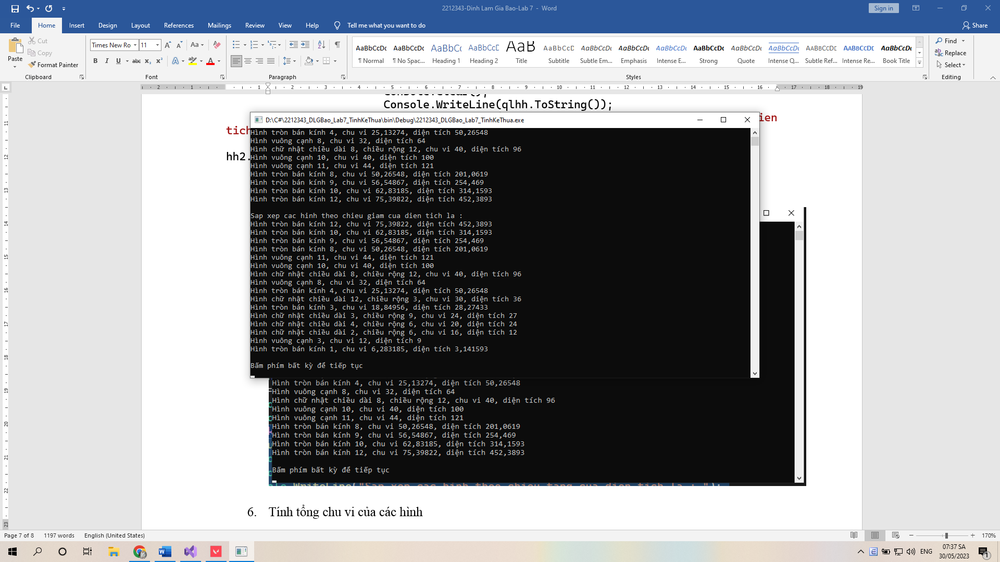 2212343-Dinh Lam Gia Bao-Lab 7 - Word
Sign in
File Home Insert Design Layout References Mailings Review View Help Tell me what you want to do Share
Paste
Cut
Copy
Format Painter
Clipboard
Times New Ro 11
Font
Paragraph
AaBbCcDc ¶ Normal
AaBbCcDc ¶ No Spac...
AaBbCc Heading 1
AaBbCcD Heading 2
AaB Title
AaBbCcD Subtitle
AaBbCcDc Subtle Em...
AaBbCcDc Emphasis
AaBbCcDc Intense E...
AaBbCcDc Strong
AaBbCcDc Quote
AaBbCcDc Intense Q...
AABBCCDE Subtle Ref...
AABBCCDE Intense Re...
AaBbCcDc Book Title
Styles
Find
Replace
Select
Editing
Console.Clear();
Console.WriteLine(qlhh.ToString());
ien
tich
hh2.
D:\C#\2212343_DLGBao_Lab7_TinhKeThua\bin\Debug\2212343_DLGBao_Lab7_TinhKeThua.exe
Hình tròn bán kính 4, chu vi 25,13274, diện tích 50,26548
Hình vuông cạnh 8, chu vi 32, diện tích 64
Hình chữ nhật chiều dài 8, chiều rộng 12, chu vi 40, diện tích 96
Hình vuông cạnh 10, chu vi 40, diện tích 100
Hình vuông cạnh 11, chu vi 44, diện tích 121
Hình tròn bán kính 8, chu vi 50,26548, diện tích 201,0619
Hình tròn bán kính 9, chu vi 56,54867, diện tích 254,469
Hình tròn bán kính 10, chu vi 62,83185, diện tích 314,1593
Hình tròn bán kính 12, chu vi 75,39822, diện tích 452,3893
Sap xep cac hinh theo chieu giam cua dien tich la :
Hình tròn bán kính 12, chu vi 75,39822, diện tích 452,3893
Hình tròn bán kính 10, chu vi 62,83185, diện tích 314,1593
Hình tròn bán kính 9, chu vi 56,54867, diện tích 254,469
Hình tròn bán kính 8, chu vi 50,26548, diện tích 201,0619
Hình vuông cạnh 11, chu vi 44, diện tích 121
Hình vuông cạnh 10, chu vi 40, diện tích 100
Hình chữ nhật chiều dài 8, chiều rộng 12, chu vi 40, diện tích 96
Hình vuông cạnh 8, chu vi 32, diện tích 64
Hình tròn bán kính 4, chu vi 25,13274, diện tích 50,26548
Hình chữ nhật chiều dài 12, chiều rộng 3, chu vi 30, diện tích 36
Hình tròn bán kính 3, chu vi 18,84956, diện tích 28,27433
Hình chữ nhật chiều dài 3, chiều rộng 9, chu vi 24, diện tích 27
Hình chữ nhật chiều dài 4, chiều rộng 6, chu vi 20, diện tích 24
Hình chữ nhật chiều dài 2, chiều rộng 6, chu vi 16, diện tích 12
Hình vuông cạnh 3, chu vi 12, diện tích 9
Hình tròn bán kính 1, chu vi 6,283185, diện tích 3,141593
Bấm phím bất kỳ để tiếp tục
Hình tròn bán kính 4, chu vi 25,13274, diện tích 50,26548
Hình vuông cạnh 8, chu vi 32, diện tích 64
Hình chữ nhật chiều dài 8, chiều rộng 12, chu vi 40, diện tích 96
Hình vuông cạnh 10, chu vi 40, diện tích 100
Hình vuông cạnh 11, chu vi 44, diện tích 121
Hình tròn bán kính 8, chu vi 50,26548, diện tích 201,0619
Hình tròn bán kính 9, chu vi 56,54867, diện tích 254,469
Hình tròn bán kính 10, chu vi 62,83185, diện tích 314,1593
Hình tròn bán kính 12, chu vi 75,39822, diện tích 452,3893
Bấm phím bất kỳ để tiếp tục
WriteLine("Sap xep cac hinh theo chieu tang cua dien tich la : ");
6. Tính tổng chu vi của các hình
Page 7 of 8 1197 words English (United States) 170%
ENG
07:37 SA
30/05/2023